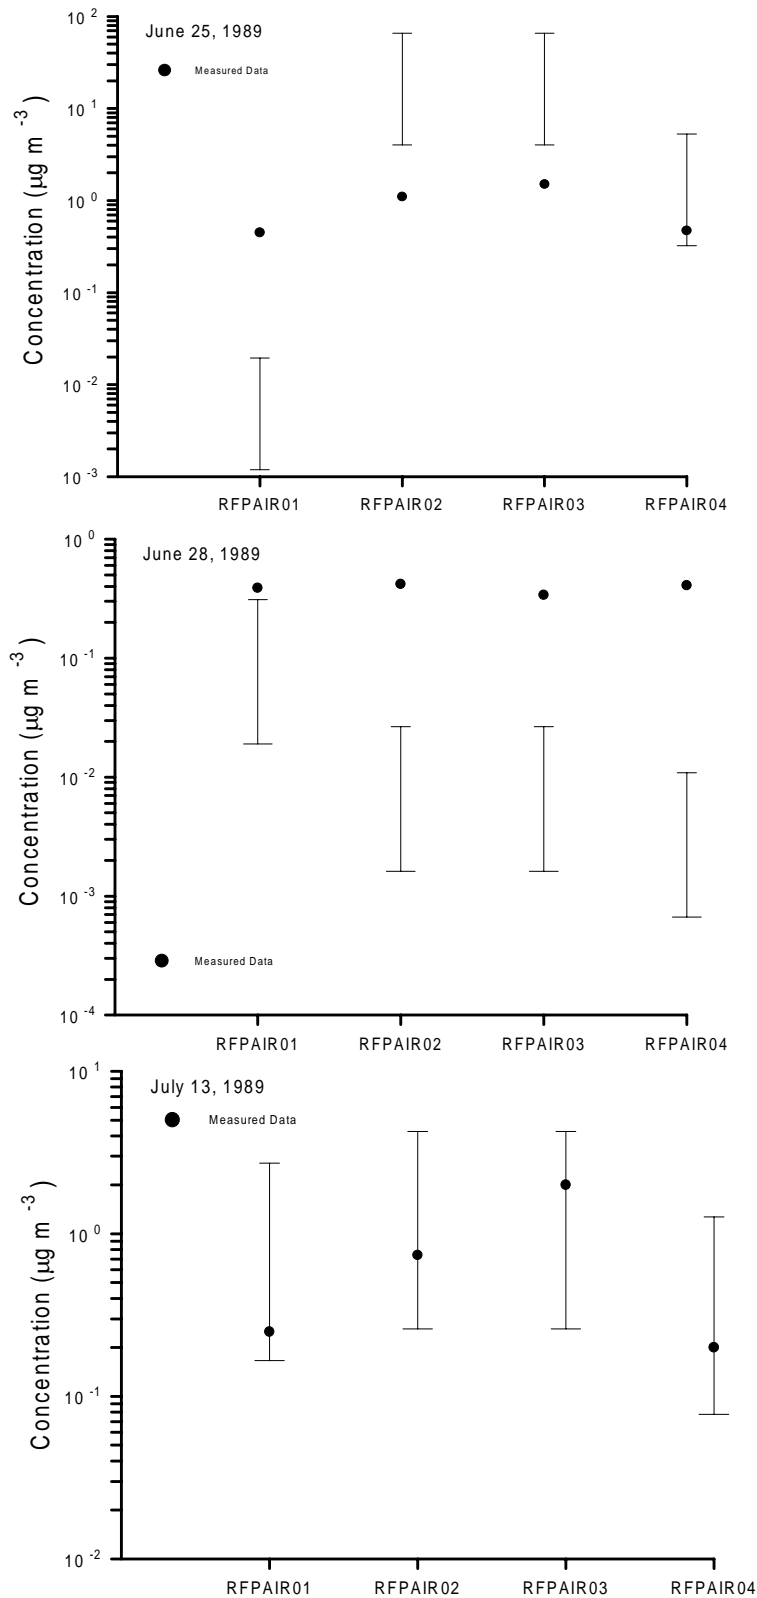 10 2
June 25, 1989
Measured Data
10 1
10 0
10 -1
10 -2
10 -3
Concentration (µg m -3 )
RFPAIR01 RFPAIR02 RFPAIR03 RFPAIR04
10 0
June 28, 1989
10 -1
10 -2
10 -3
Measured Data
10 -4
Concentration (µg m -3 )
RFPAIR01 RFPAIR02 RFPAIR03 RFPAIR04
10 1
July 13, 1989
Measured Data
10 0
10 -1
10 -2
Concentration (µg m -3 )
RFPAIR01 RFPAIR02 RFPAIR03 RFPAIR04